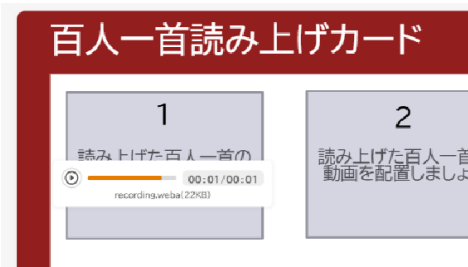 百人一首読み上げカード
1
読み上げた百人一首の
00:01/00:01
recording.weba(22KB)
2
読み上げた百人一首
動画を配置しましょ